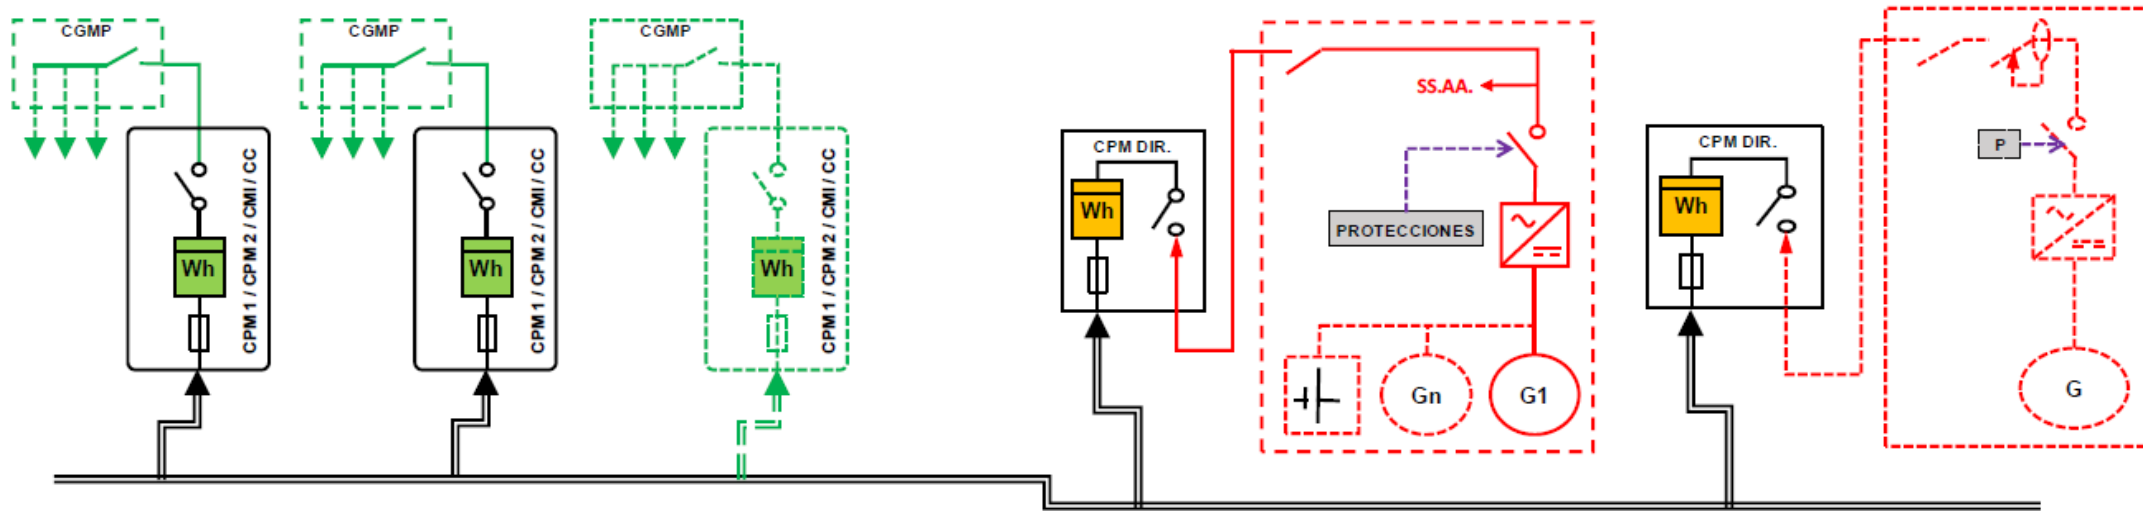 CGMP
CPM 1 / CPM 2 / CMI / CC
Wh
CGMP
CPM 1 / CPM 2 / CMI / CC
Wh
CGMP
CPM 1 / CPM 2 / CMI / CC
Wh
CPM DIR.
Wh
SS.AA.
PROTECCIONES
Gn
G1
CPM DIR.
Wh
P
G